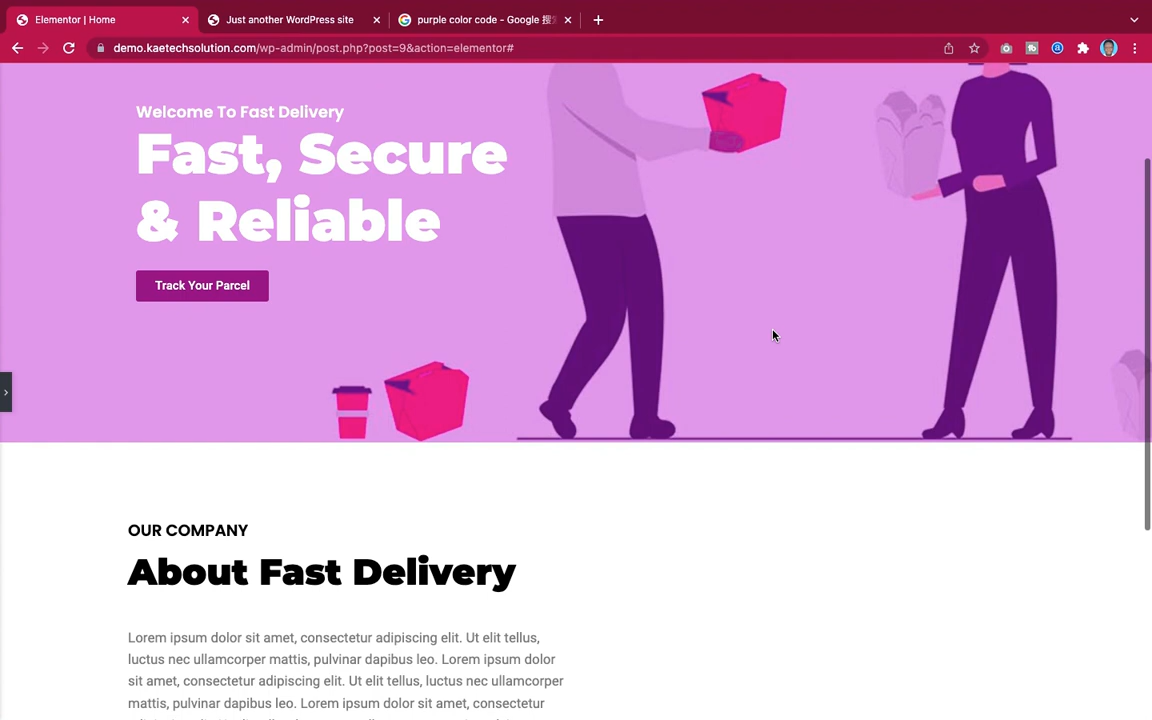 Elementor | Home
Just another WordPress site
purple color code - Google 搜
demo.kaetechsolution.com/wp-admin/post.php?post=9&action=elementor#
Welcome To Fast Delivery
Fast, Secure
& Reliable
Track Your Parcel
OUR COMPANY
About Fast Delivery
Lorem ipsum dolor sit amet, consectetur adipiscing elit. Ut elit tellus,
luctus nec ullamcorper mattis, pulvinar dapibus leo. Lorem ipsum dolor
sit amet, consectetur adipiscing elit. Ut elit tellus, luctus nec ullamcorper
mattis, pulvinar dapibus leo. Lorem ipsum dolor sit amet, consectetur